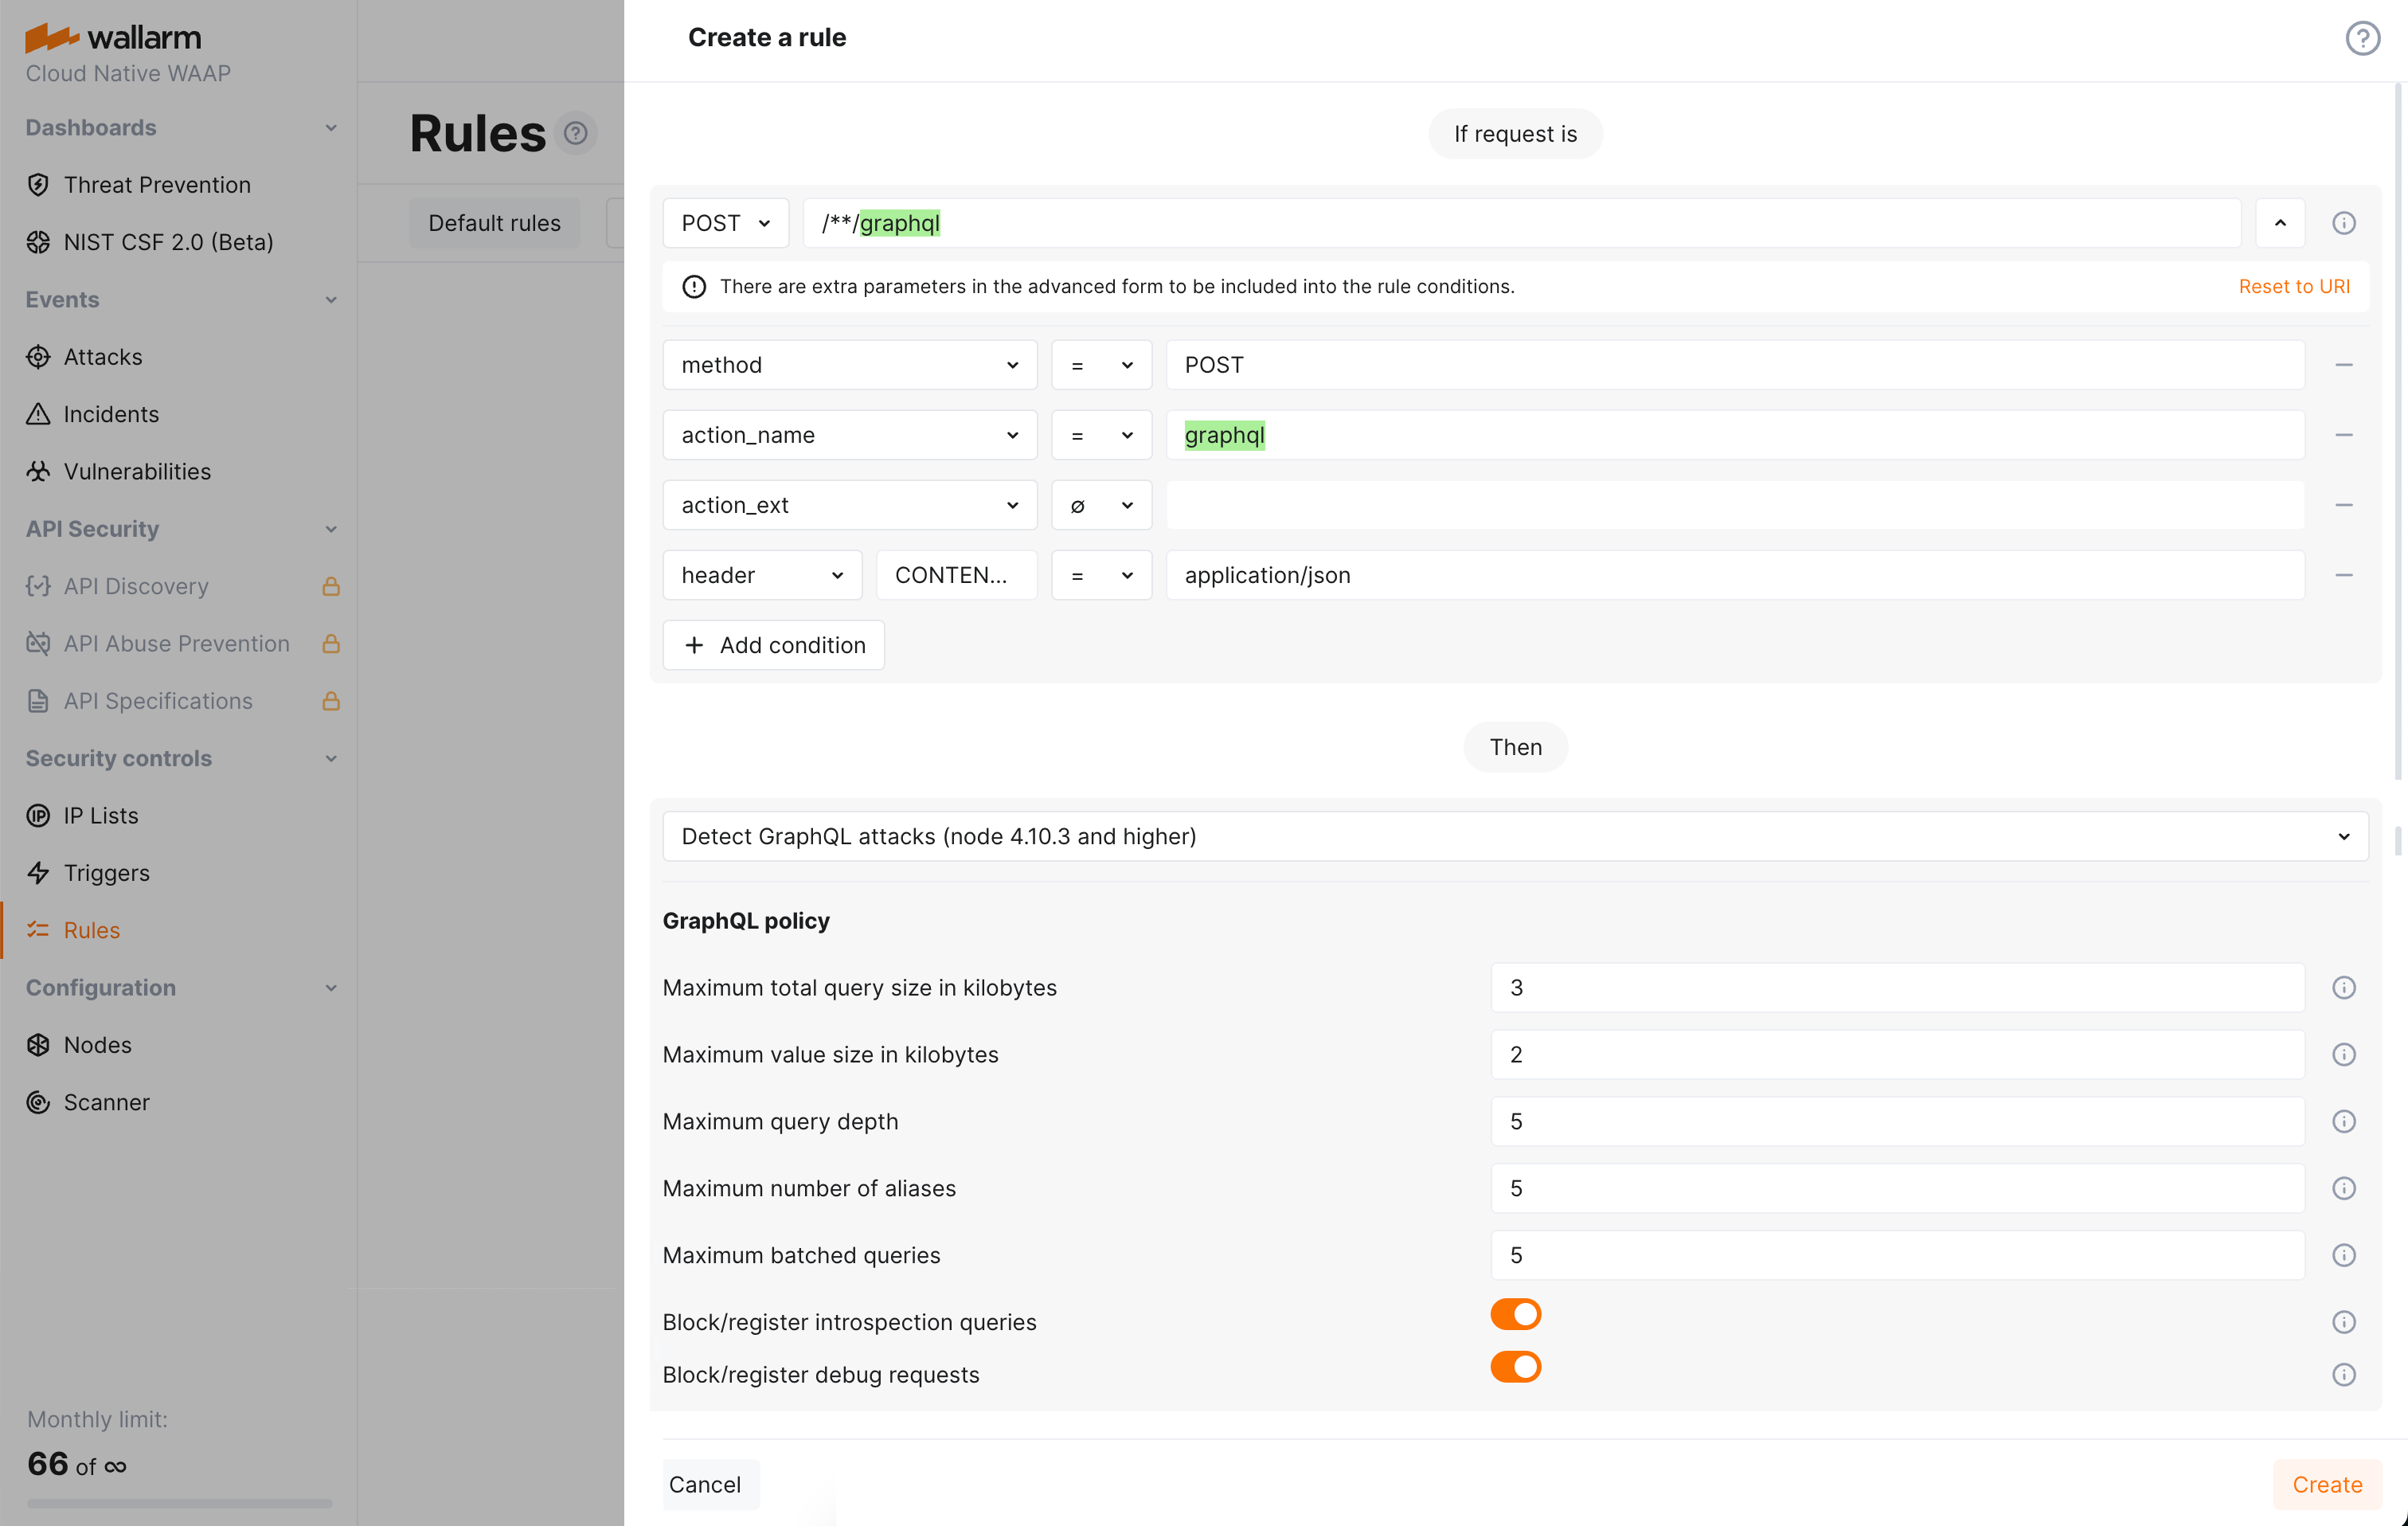 wallarm
Cloud Native WAAP
Dashboards
Threat Prevention
NIST CSF 2.0 (Beta)
Events
Attacks
Incidents
Vulnerabilities
API Security
API Discovery
API Abuse Prevention
API Specifications
Security controls
IP Lists
Triggers
Rules
Configuration
Nodes
Scanner
Monthly limit:
66 of ∞
Rules
Default rules
Create a rule
If request is
POST /**/graphql
There are extra parameters in the advanced form to be included into the rule conditions. Reset to URI
method = POST
action_name = graphql
action_ext ∅
header CONTEN... = application/json
+ Add condition
Then
Detect GraphQL attacks (node 4.10.3 and higher)
GraphQL policy
Maximum total query size in kilobytes 3
Maximum value size in kilobytes 2
Maximum query depth 5
Maximum number of aliases 5
Maximum batched queries 5
Block/register introspection queries
Block/register debug requests
Cancel Create